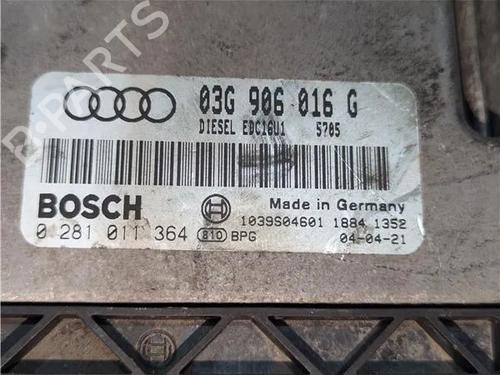 B-PARTS
03G 906 016 G
DIESEL EDC16U1 5705
BOSCH
Made in Germany
1039S04601 1884 1352
0 281 011 364 810 BPG 04-04-21